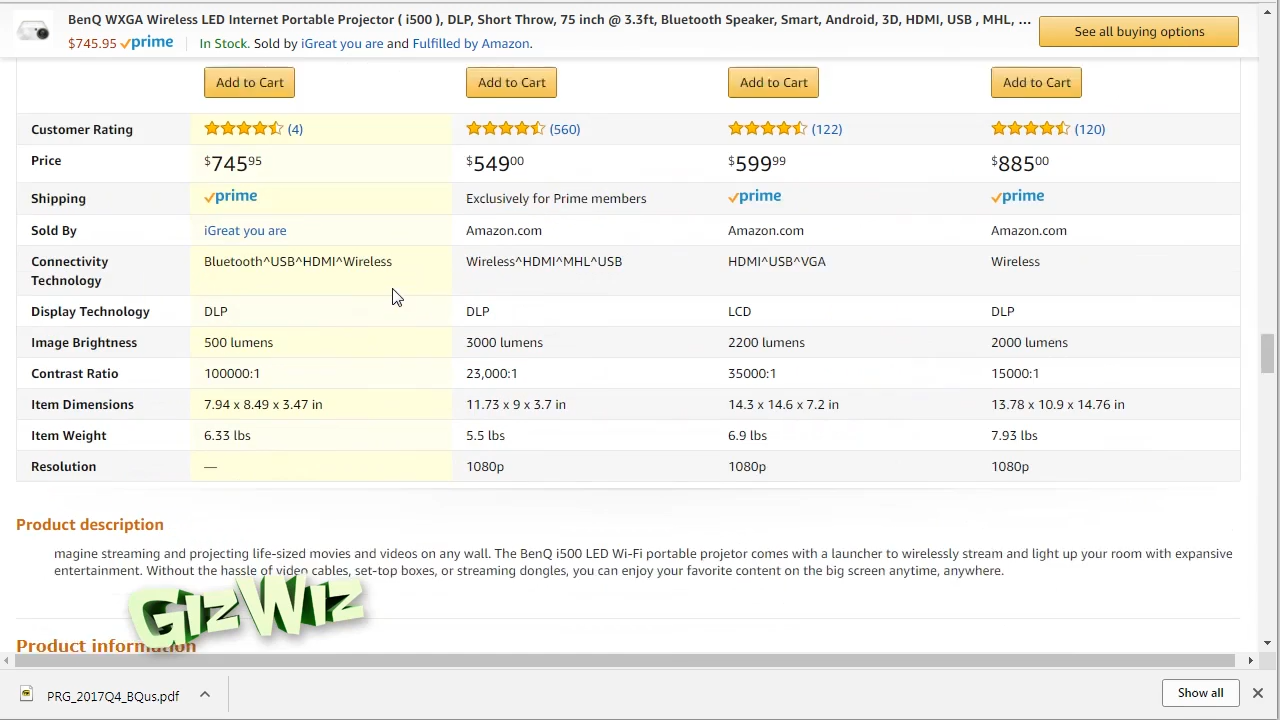 BenQ WXGA Wireless LED Internet Portable Projector ( i500 ), DLP, Short Throw, 75 inch @ 3.3ft, Bluetooth Speaker, Smart, Android, 3D, HDMI, USB , MHL, ...
$745.95 prime In Stock. Sold by iGreat you are and Fulfilled by Amazon.
See all buying options
Add to Cart Add to Cart Add to Cart Add to Cart
Customer Rating (4) (560) (122) (120)
Price $745 95 $549 00 $599 99 $885 00
Shipping prime Exclusively for Prime members prime prime
Sold By iGreat you are Amazon.com Amazon.com Amazon.com
Connectivity Bluetooth^USB^HDMI^Wireless Wireless^HDMI^MHL^USB HDMI^USB^VGA Wireless
Technology
Display Technology DLP DLP LCD DLP
Image Brightness 500 lumens 3000 lumens 2200 lumens 2000 lumens
Contrast Ratio 100000:1 23,000:1 35000:1 15000:1
Item Dimensions 7.94 x 8.49 x 3.47 in 11.73 x 9 x 3.7 in 14.3 x 14.6 x 7.2 in 13.78 x 10.9 x 14.76 in
Item Weight 6.33 lbs 5.5 lbs 6.9 lbs 7.93 lbs
Resolution — 1080p 1080p 1080p
Product description
magine streaming and projecting life-sized movies and videos on any wall. The BenQ i500 LED Wi-Fi portable projetor comes with a launcher to wirelessly stream and light up your room with expansive
entertainment. Without the hassle of video cables, set-top boxes, or streaming dongles, you can enjoy your favorite content on the big screen anytime, anywhere.
GizWiz
Product information
PRG_2017Q4_BQus.pdf
Show all